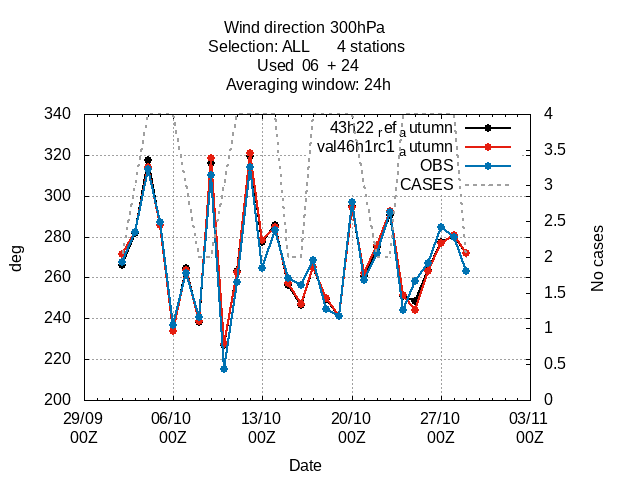 Wind direction 300hPa
Selection: ALL      4 stations
Used  06  + 24
Averaging window: 24h
43h22 ref a utumn
val46h1rc1 a utumn
OBS
CASES
340
320
300
280
260
240
220
200
deg
4
3.5
3
2.5
2
1.5
1
0.5
0
No cases
29/09 06/10 13/10 20/10 27/10 03/11
00Z 00Z 00Z 00Z 00Z 00Z
Date